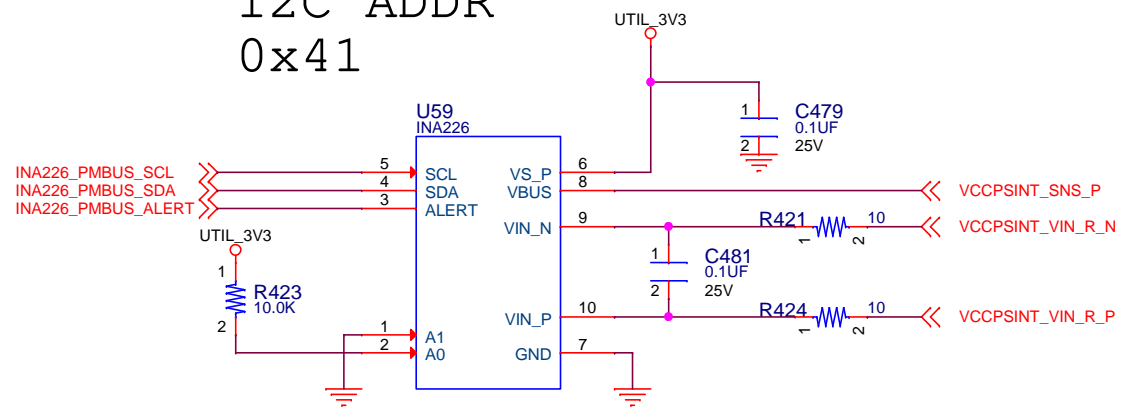 I2C ADDR
0x41
UTIL_3V3
U59
INA226
1
C479
0.1UF
2
25V
INA226_PMBUS_SCL
5
SCL
VS_P
6
INA226_PMBUS_SDA
4
SDA
VBUS
8
VCCPSINT_SNS_P
INA226_PMBUS_ALERT
3
ALERT
VIN_N
9
R421
1
2
10
VCCPSINT_VIN_R_N
UTIL_3V3
1
C481
0.1UF
2
25V
1
R423
10.0K
2
VIN_P
10
R424
1
2
10
VCCPSINT_VIN_R_P
1
A1
2
A0
GND
7